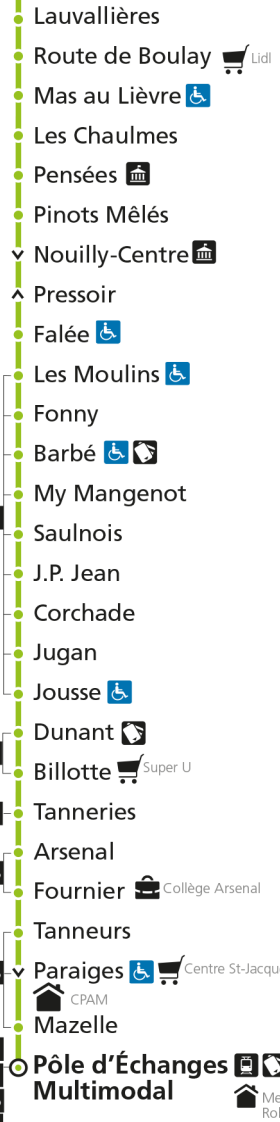 Lauvallières
Route de Boulay Lidl
Mas au Lièvre
Les Chaulmes
Pensées
Pinots Mêlés
Nouilly-Centre
Pressoir
Falée
Les Moulins
Fonny
Barbé
My Mangenot
Saulnois
J.P. Jean
Corchade
Jugan
Jousse
Dunant
Billotte Super U
Tanneries
Arsenal
Fournier Collège Arsenal
Tanneurs
Paraiges Centre
CPAM
Mazelle
Pôle d’Échanges
Multimodal